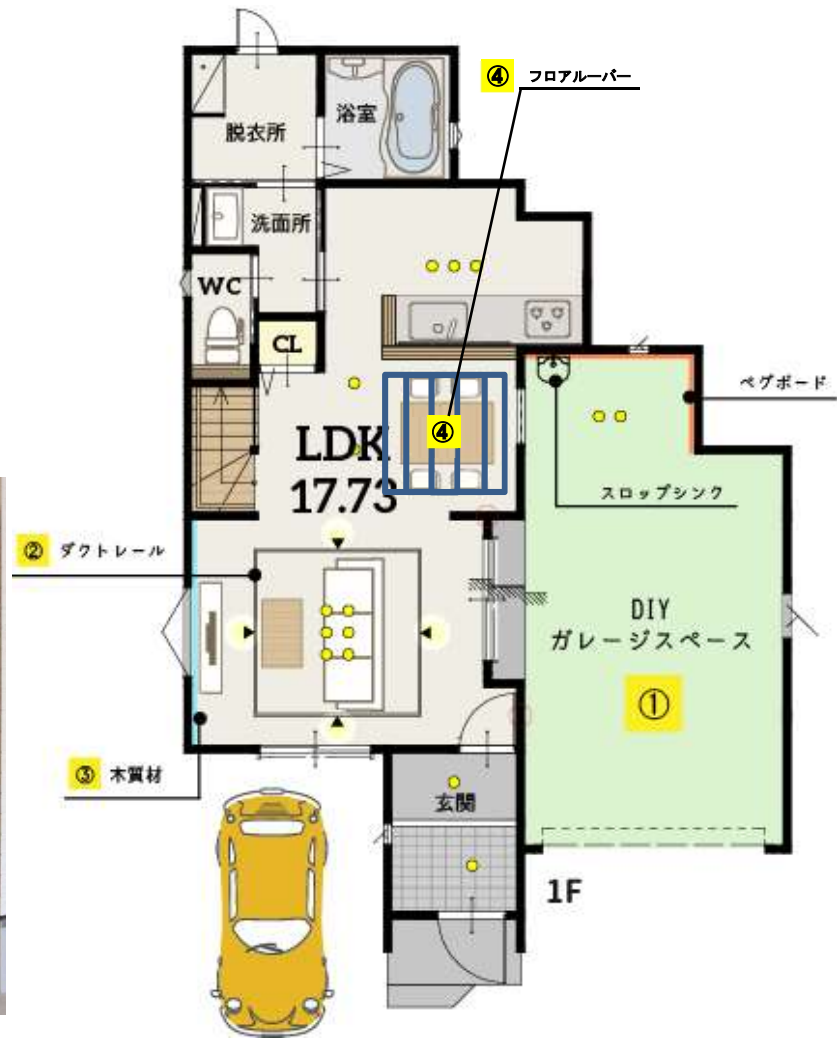 ④ フロアルーバー
浴室
脱衣所
洗面所
WC
CL
ペグボード
④
LDK
17.73
スロップシンク
② ダクトレール
DIY
ガレージスペース
①
③ 木質材
玄関
1F